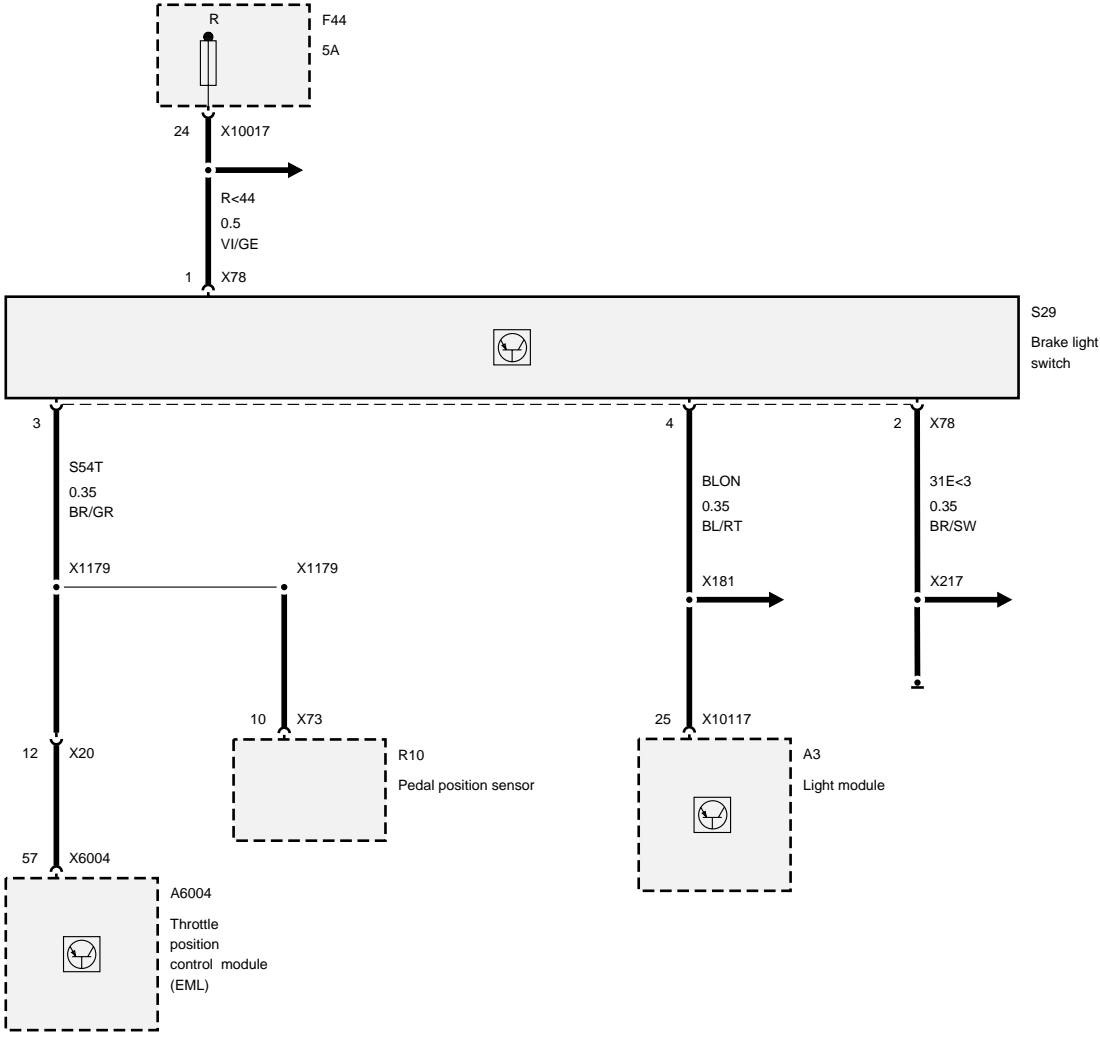 R
F44
5A
24
X10017
R<44
0.5
VI/GE
1
X78
S29
Brake light
switch
3
4
2
X78
S54T
0.35
BR/GR
BLON
0.35
BL/RT
31E<3
0.35
BR/SW
X1179
X1179
X181
X217
10
X73
25
X10117
12
X20
R10
Pedal position sensor
A3
Light module
57
X6004
A6004
Throttle
position
control module
(EML)